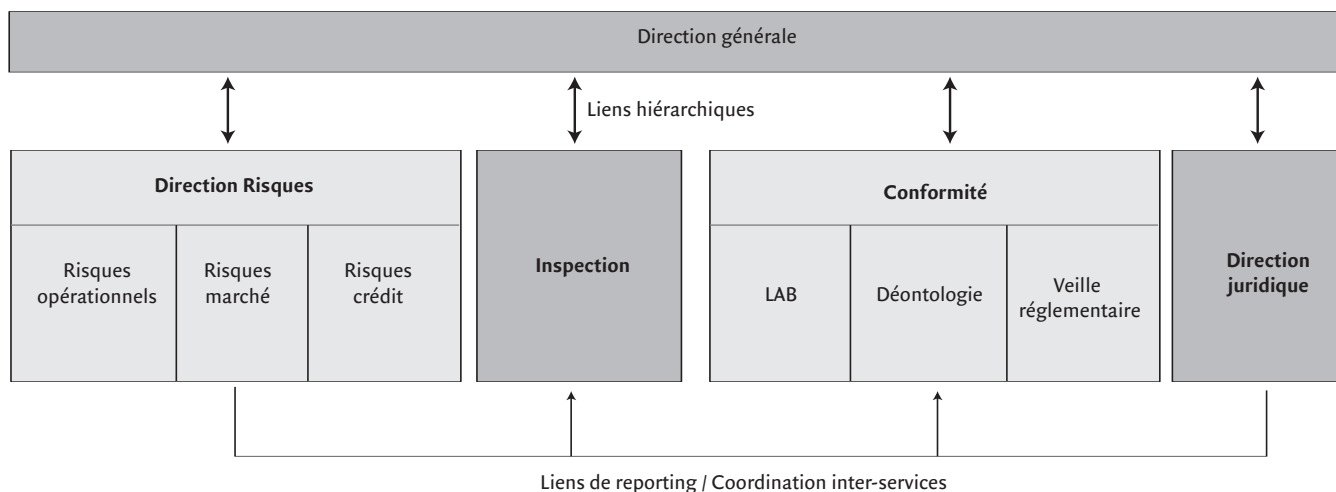 Direction générale
Liens hiérarchiques
Direction Risques
Risques
opérationnels
Risques
marché
Risques
crédit
Inspection
Conformité
LAB
Déontologie
Veille
réglementaire
Direction
juridique
Liens de reporting / Coordination inter-services